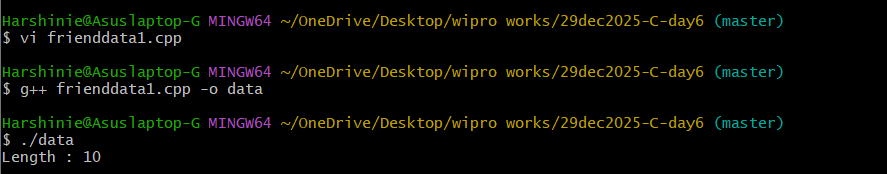 Harshinie@Asuslaptop-G MINGW64 ~/OneDrive/Desktop/wipro works/29dec2025-C-day6 (master)
$ vi frienddata1.cpp
Harshinie@Asuslaptop-G MINGW64 ~/OneDrive/Desktop/wipro works/29dec2025-C-day6 (master)
$ g++ frienddata1.cpp -o data
Harshinie@Asuslaptop-G MINGW64 ~/OneDrive/Desktop/wipro works/29dec2025-C-day6 (master)
$ ./data
Length : 10